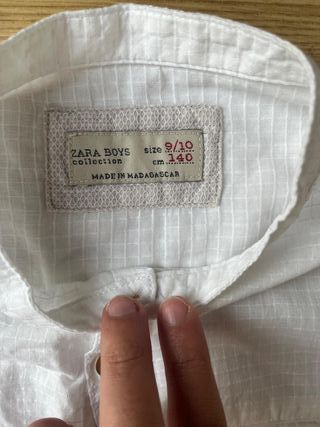 ZARA BOYS size 9/10
collection cm 140
MADE IN MADAGASCAR